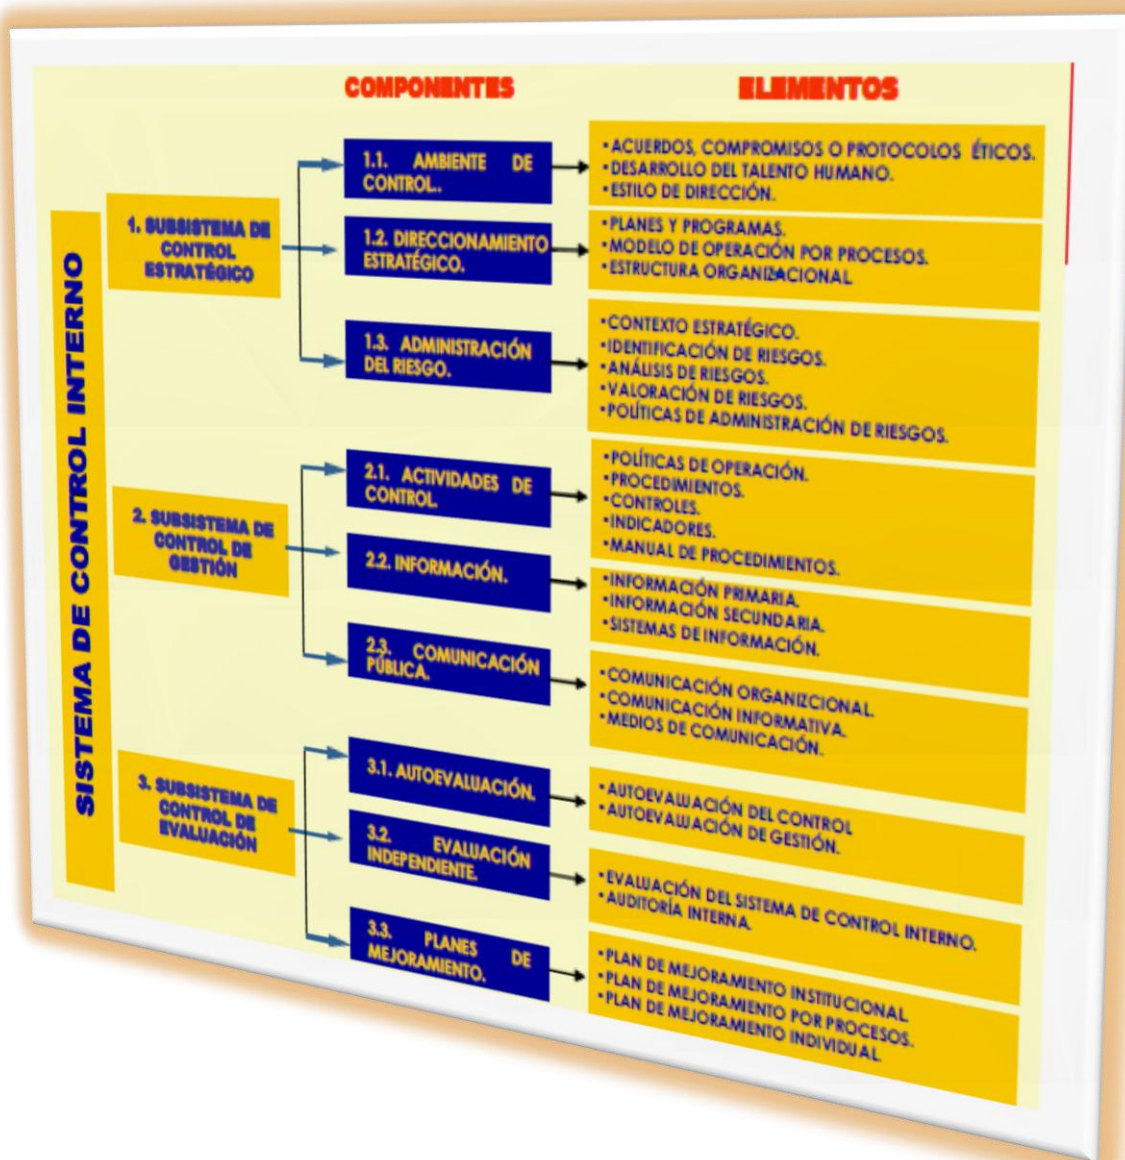 COMPONENTES
ELEMENTOS
SISTEMA DE CONTROL INTERNO
1. SUBSISTEMA DE
CONTROL
ESTRATÉGICO
1.1. AMBIENTE DE
CONTROL..
•ACUERDOS, COMPROMISOS O PROTOCOLOS ÉTICOS.
•DESARROLLO DEL TALENTO HUMANO.
•ESTILO DE DIRECCIÓN.
1.2. DIRECCIONAMIENTO
ESTRATÉGICO.
•PLANES Y PROGRAMAS.
•MODELO DE OPERACIÓN POR PROCESOS.
•ESTRUCTURA ORGANIZACIONAL
1.3. ADMINISTRACIÓN
DEL RIESGO.
•CONTEXTO ESTRATÉGICO.
•IDENTIFICACIÓN DE RIESGOS.
•ANÁLISIS DE RIESGOS.
•VALORACIÓN DE RIESGOS.
•POLÍTICAS DE ADMINISTRACIÓN DE RIESGOS.
2. SUBSISTEMA DE
CONTROL DE
GESTIÓN
2.1. ACTIVIDADES DE
CONTROL.
•POLÍTICAS DE OPERACIÓN.
•PROCEDIMIENTOS.
•CONTROLES.
•INDICADORES.
•MANUAL DE PROCEDIMIENTOS.
2.2. INFORMACIÓN.
•INFORMACIÓN PRIMARIA.
•INFORMACIÓN SECUNDARIA.
•SISTEMAS DE INFORMACIÓN.
2.3. COMUNICACIÓN
PÚBLICA.
•COMUNICACIÓN ORGANIZCIONAL.
•COMUNICACIÓN INFORMATIVA.
•MEDIOS DE COMUNICACIÓN.
3. SUBSISTEMA DE
CONTROL DE
EVALUACIÓN
3.1. AUTOEVALUACIÓN.
•AUTOEVALUACIÓN DEL CONTROL
•AUTOEVALUACIÓN DE GESTIÓN.
3.2. EVALUACIÓN
INDEPENDIENTE.
•EVALUACIÓN DEL SISTEMA DE CONTROL INTERNO.
•AUDITORÍA INTERNA.
3.3. PLANES DE
MEJORAMIENTO.
•PLAN DE MEJORAMIENTO INSTITUCIONAL.
•PLAN DE MEJORAMIENTO POR PROCESOS.
•PLAN DE MEJORAMIENTO INDIVIDUAL.